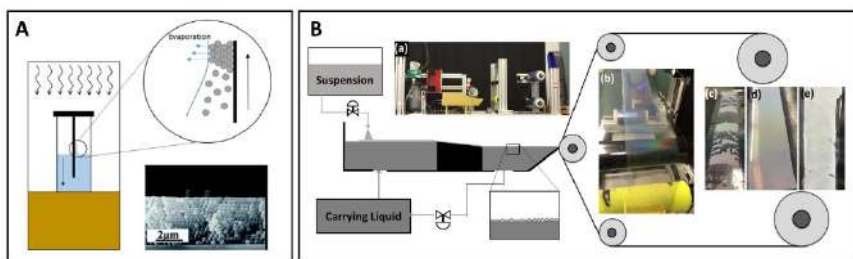 A
Evaporation
2μm
B
(a)
Suspension
Carrying Liquid
(b)
(c)
d)
(e)